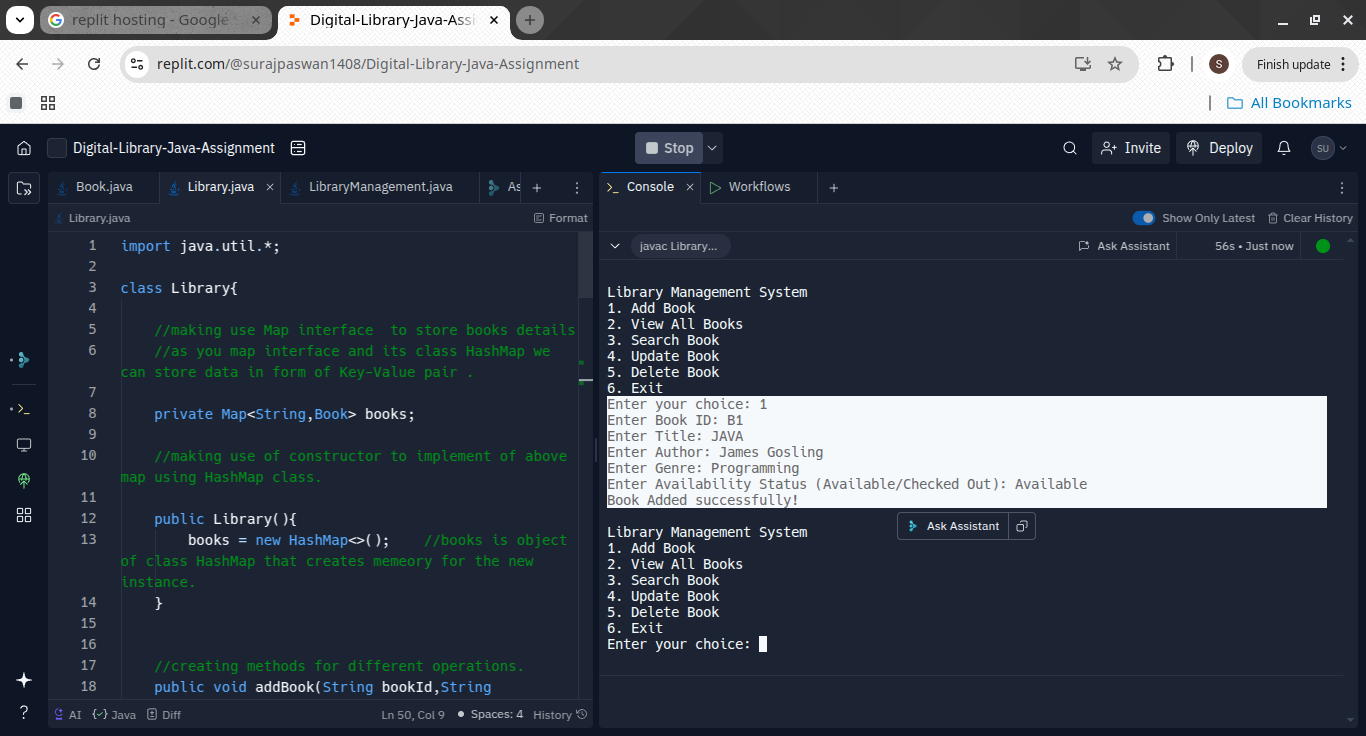 replit hosting - Google
Digital-Library-Java-Assi
replit.com/@surajpaswan1408/Digital-Library-Java-Assignment
S
Finish update
All Bookmarks
Digital-Library-Java-Assignment
Stop
Invite
Deploy
SU
Book.java
Library.java
LibraryManagement.java
As
Library.java
Format
1 import java.util.*;
2
3 class Library{
4
5 //making use Map interface  to store books details
6 //as you map interface and its class HashMap we
can store data in form of Key-Value pair .
7
8 private Map<String,Book> books;
9
10 //making use of constructor to implement of above
map using HashMap class.
11
12 public Library(){
13 books = new HashMap<>();    //books is object
of class HashMap that creates memeory for the new
instance.
14 }
15
16
17 //creating methods for different operations.
18 public void addBook(String bookId,String
AI
Java
Diff
Ln 50, Col 9
Spaces: 4
History
Console
Workflows
Show Only Latest
Clear History
javac Library...
Ask Assistant
56s • Just now
Library Management System
1. Add Book
2. View All Books
3. Search Book
4. Update Book
5. Delete Book
6. Exit
Enter your choice: 1
Enter Book ID: B1
Enter Title: JAVA
Enter Author: James Gosling
Enter Genre: Programming
Enter Availability Status (Available/Checked Out): Available
Book Added successfully!
Ask Assistant
Library Management System
1. Add Book
2. View All Books
3. Search Book
4. Update Book
5. Delete Book
6. Exit
Enter your choice: